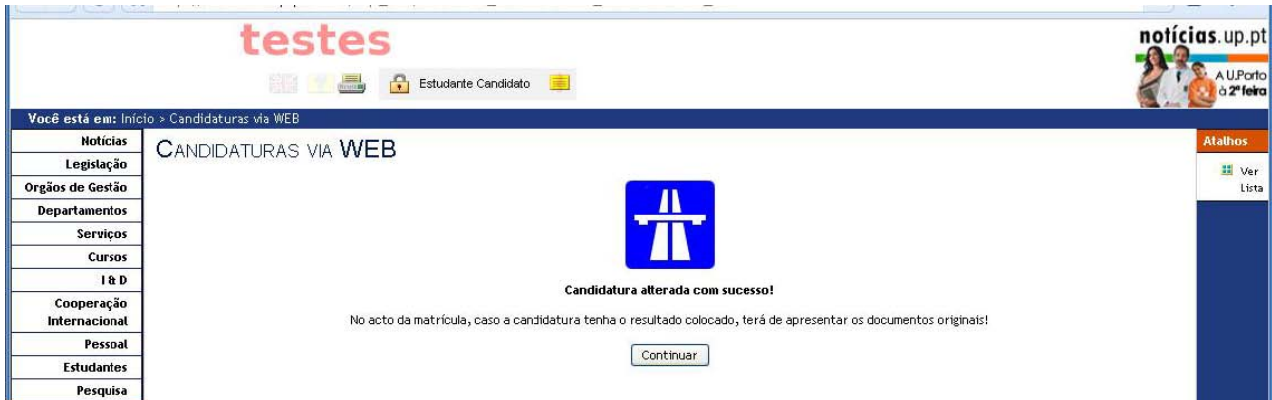 testes
notícias.up.pt
A U.Porto
à 2ª feira
Estudante Candidato
Você está em: Início > Candidaturas via WEB
Notícias
Legislação
Orgãos de Gestão
Departamentos
Serviços
Cursos
I & D
Cooperação
Internacional
Pessoal
Estudantes
Pesquisa
CANDIDATURAS VIA WEB
Candidatura alterada com sucesso!
No acto da matrícula, caso a candidatura tenha o resultado colocado, terá de apresentar os documentos originais!
Continuar
Atalhos
Ver
Lista